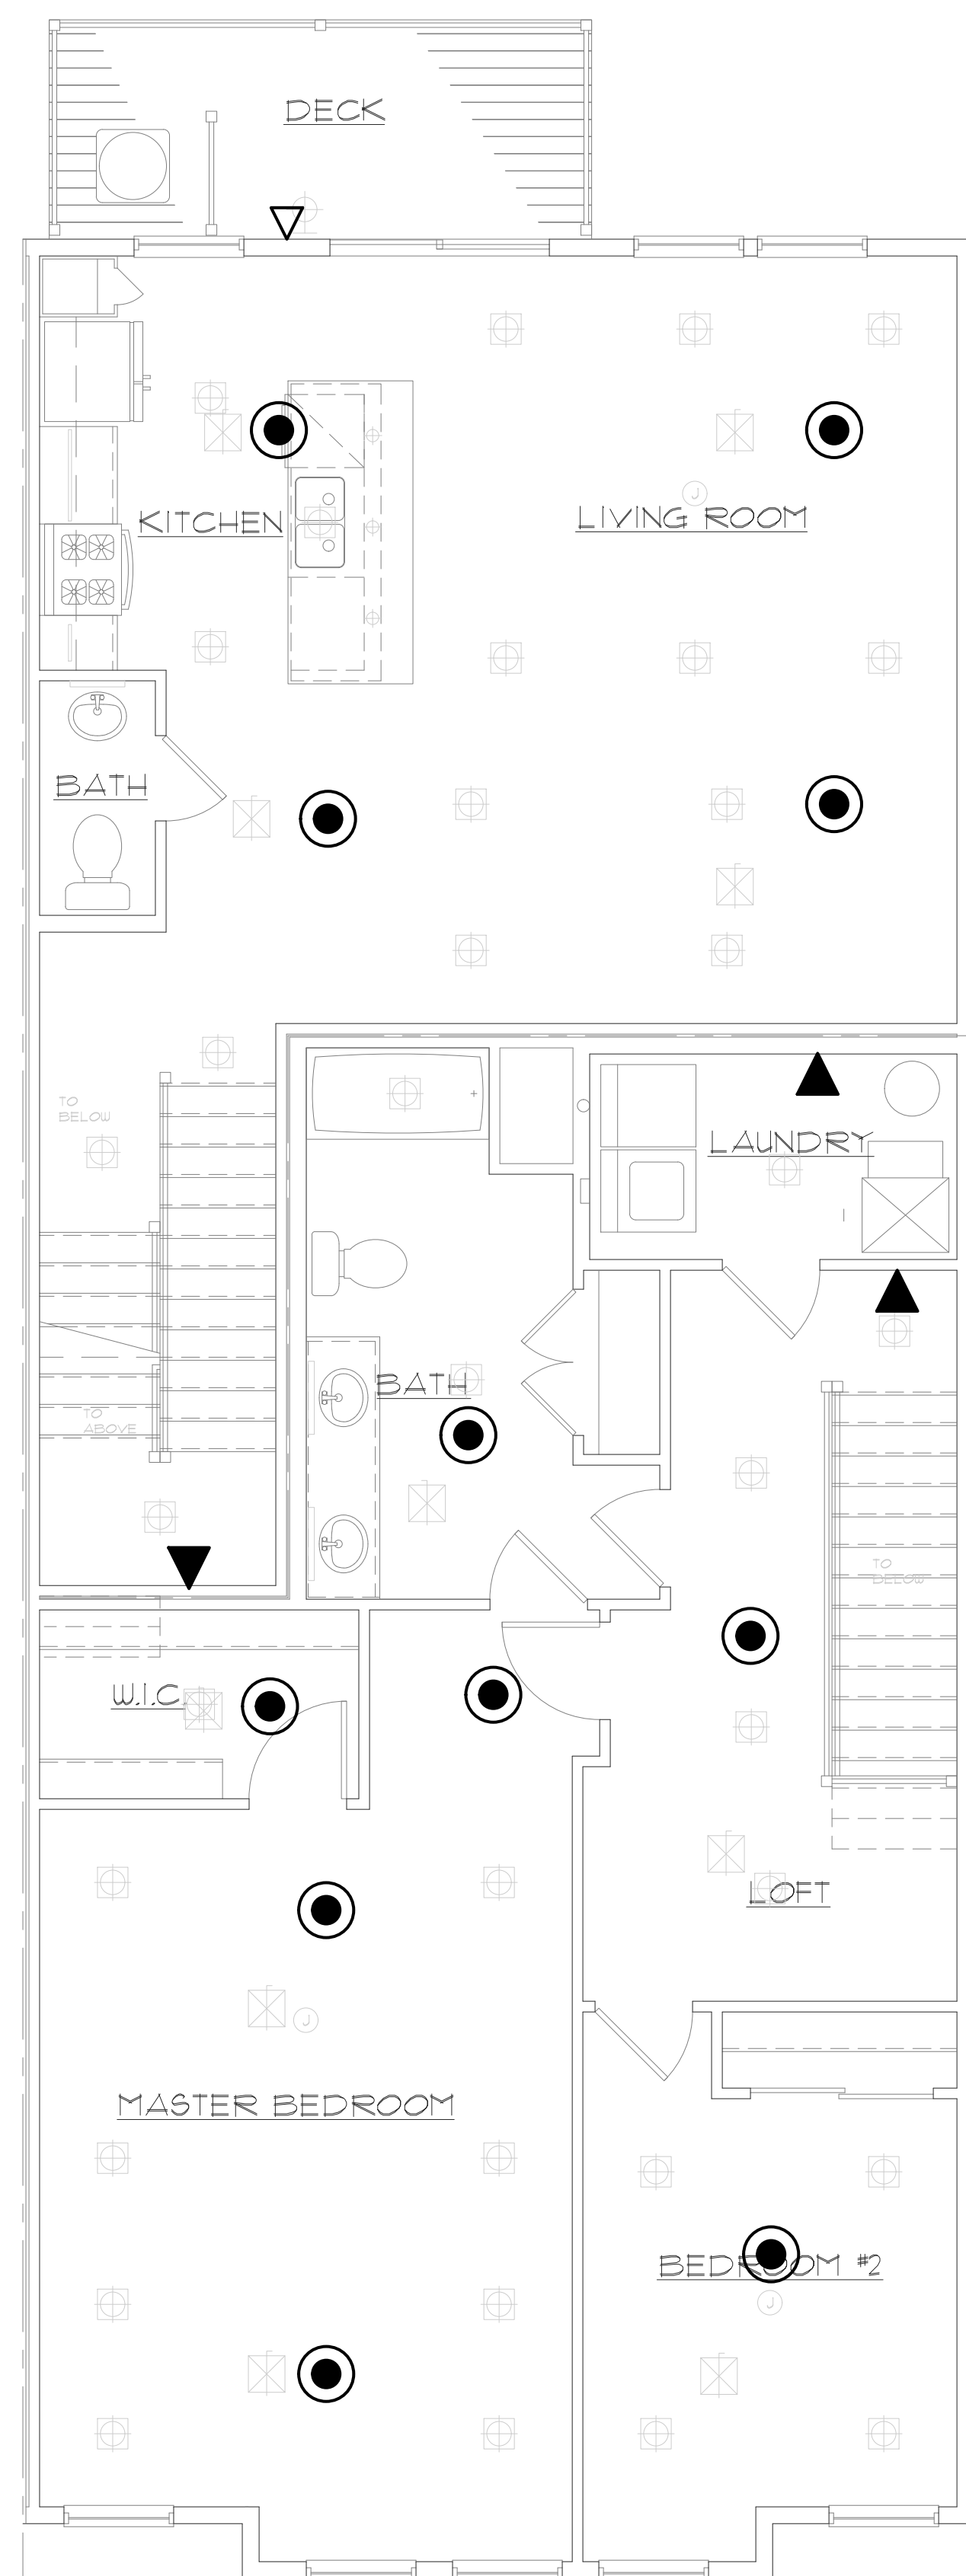 DECK
KITCHEN
LIVING ROOM
J
BATH
TO
BELOW
LAUNDRY
BATH
TO
ABOVE
TO
BELOW
W.I.C.
LOFT
J
MASTER BEDROOM
BEDROOM #2
J